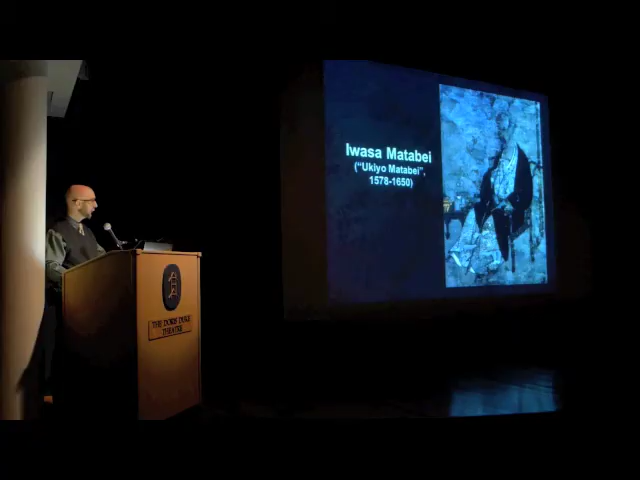 Iwasa Matabei
("Ukiyo Matabei",
1578-1650)
THE DORIS DUKE
THEATRE